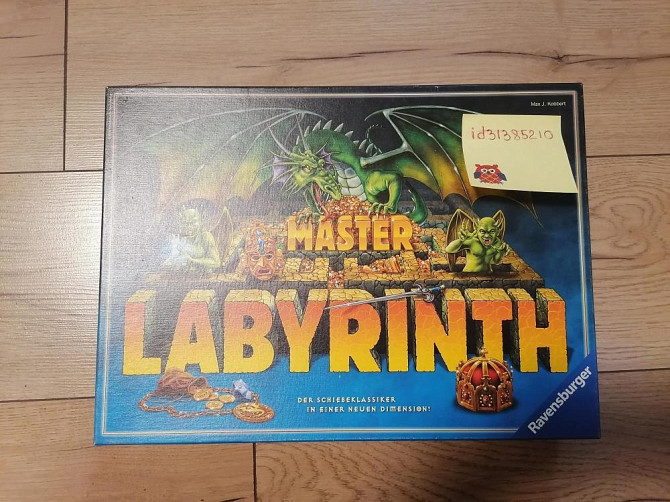 Max J. Kobbert
id31385210
MASTER
LABYRINTH
DER SCHIEBEKLASSIKER
IN EINER NEUEN DIMENSION!
Ravensburger